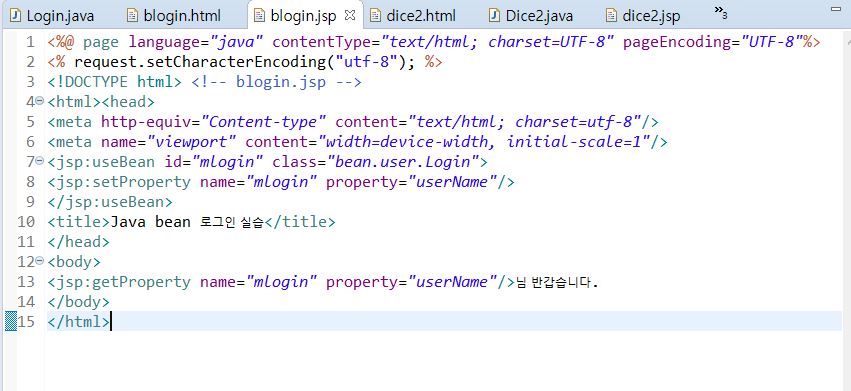 Login.java blogin.html blogin.jsp dice2.html Dice2.java dice2.jsp »3
1 <%@ page language="java" contentType="text/html; charset=UTF-8" pageEncoding="UTF-8"%>
2 <% request.setCharacterEncoding("utf-8"); %>
3 <!DOCTYPE html> <!-- blogin.jsp -->
4 <html><head>
5 <meta http-equiv="Content-type" content="text/html; charset=utf-8"/>
6 <meta name="viewport" content="width=device-width, initial-scale=1"/>
7 <jsp:useBean id="mlogin" class="bean.user.Login">
8 <jsp:setProperty name="mlogin" property="userName"/>
9 </jsp:useBean>
10 <title>Java bean 로그인 실습</title>
11 </head>
12 <body>
13 <jsp:getProperty name="mlogin" property="userName"/>님 반갑습니다.
14 </body>
15 </html>